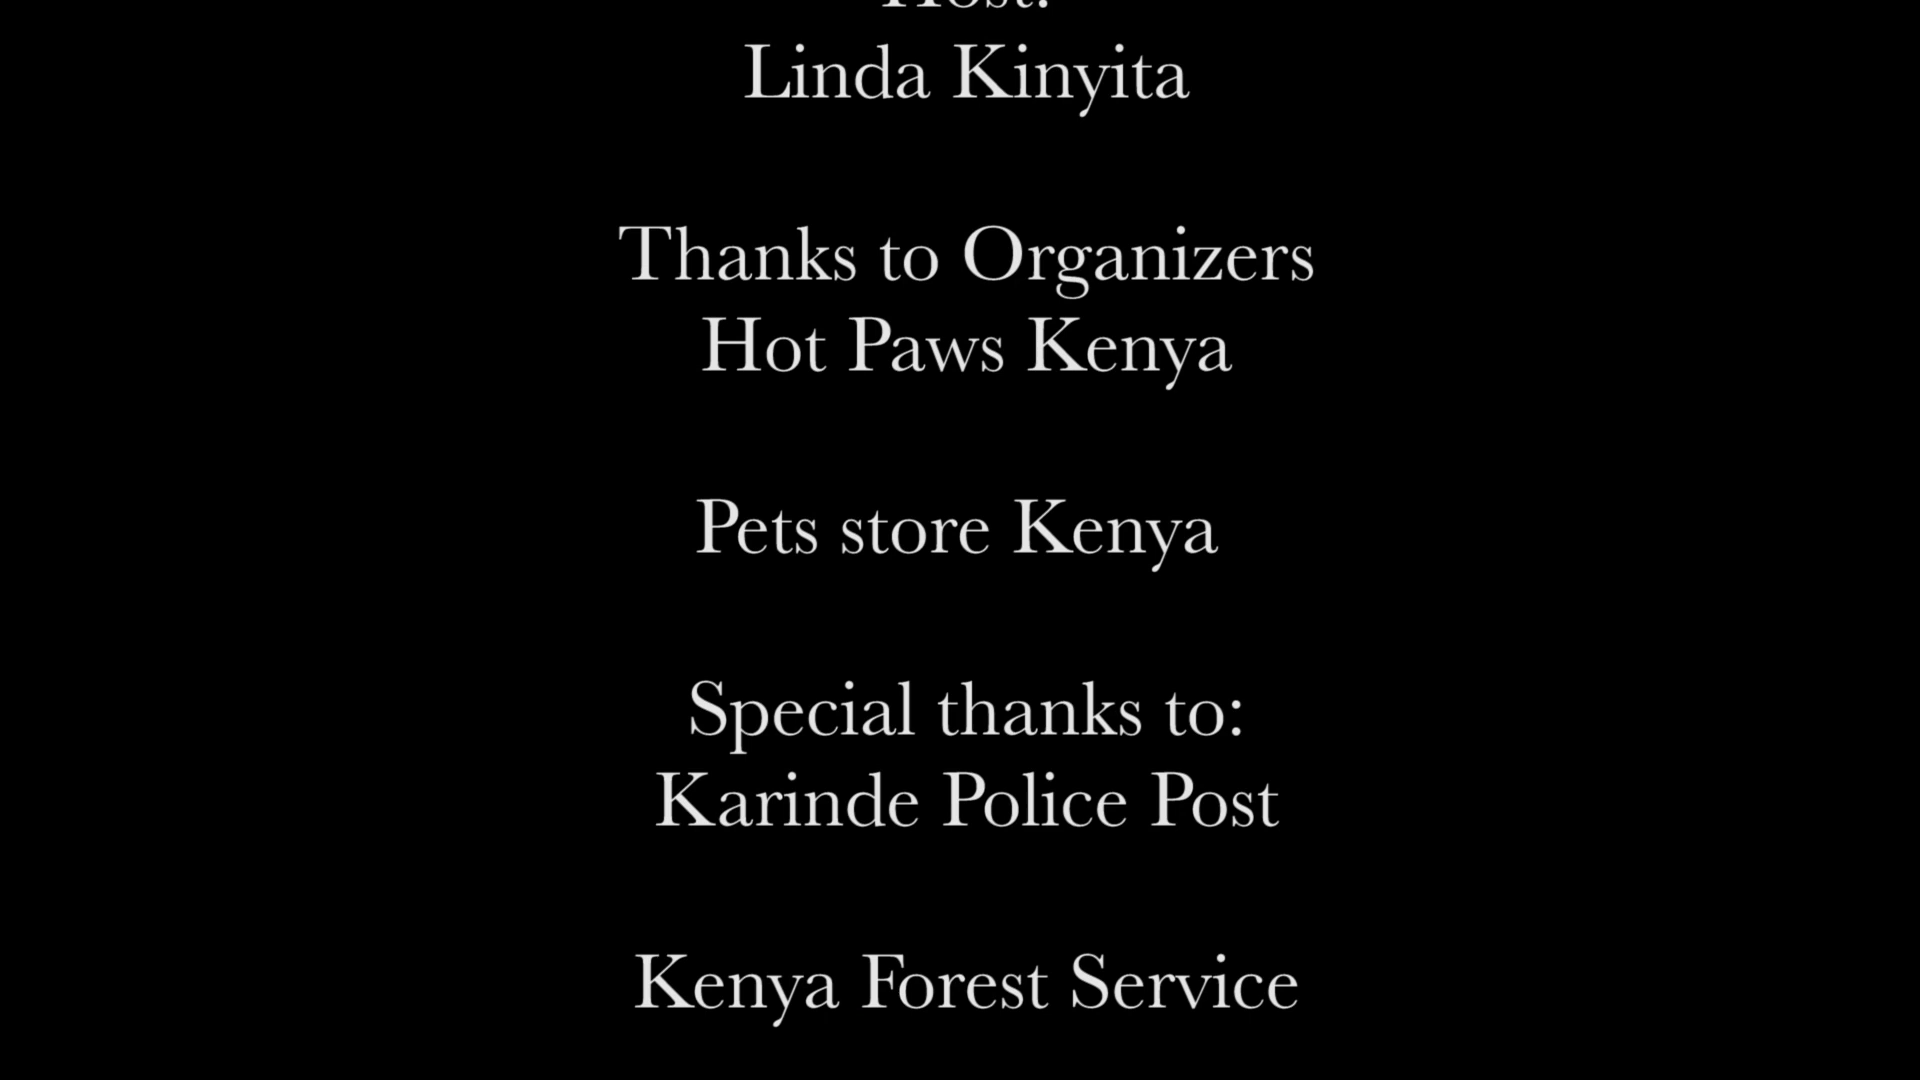 Host:
Linda Kinyita
Thanks to Organizers
Hot Paws Kenya
Pets store Kenya
Special thanks to:
Karinde Police Post
Kenya Forest Service